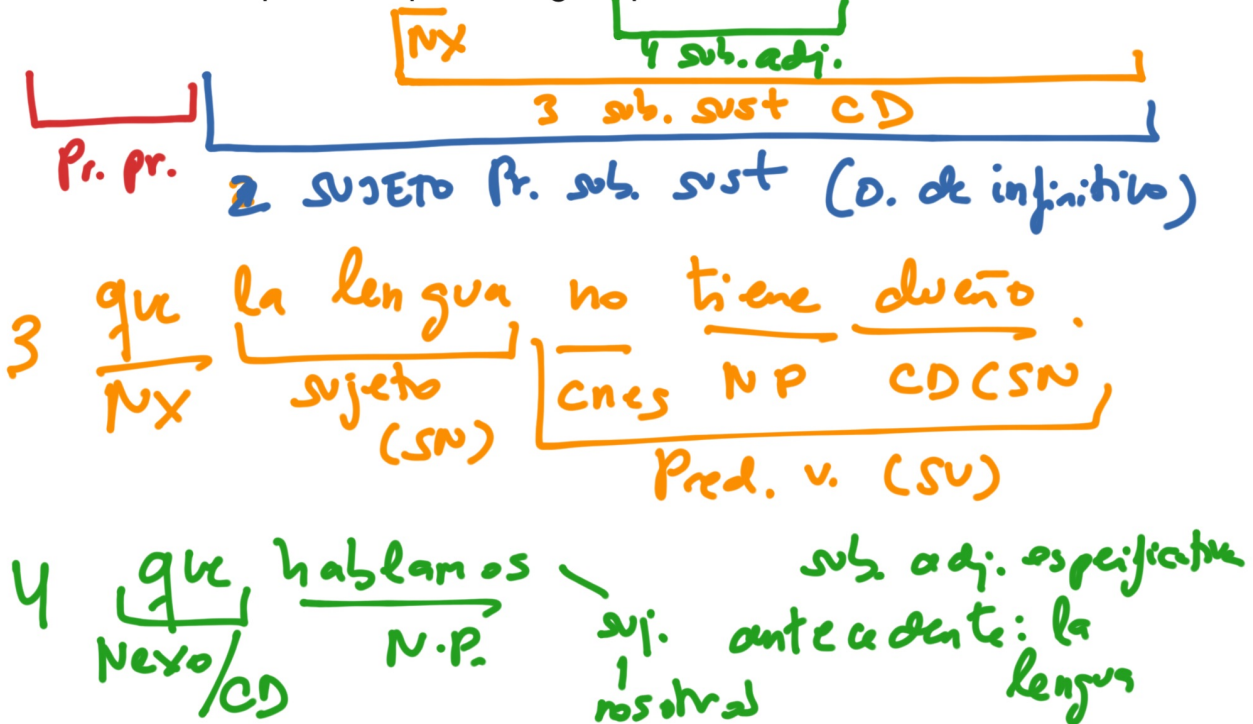 NX
4 sub. adj.
3 sub. sust CD
Pr. pr.
2 SUJETO Pr. sub. sust (O. de infinitivo)
3 que la lengua no tiene dueño.
NX sujeto (SN) cneg NP CD (SN)
Pred. v. (SV)
4 que hablamos sub. adj. espeificativa
Nexo/CD N.P. suj. antecedente: la
nosotros lengua